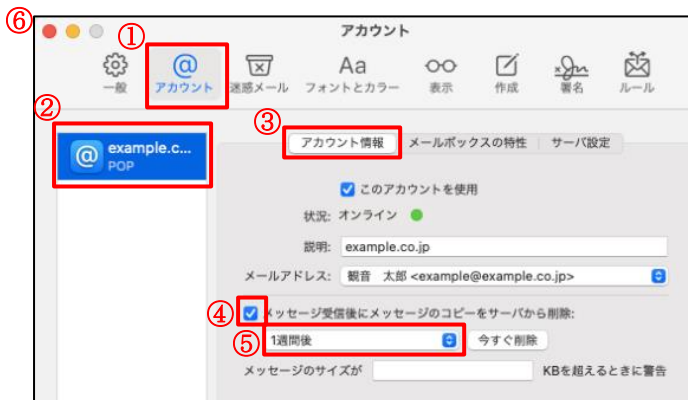 ⑥
①
アカウント
一般
アカウント
迷惑メール
Aa
フォントとカラー
表示
作成
署名
ルール
②
example.c...
POP
③
アカウント情報
メールボックスの特性
サーバ設定
このアカウントを使用
状況: オンライン
説明: example.co.jp
メールアドレス: 観音 太郎 <example@example.co.jp>
④
メッセージ受信後にメッセージのコピーをサーバから削除:
⑤
1週間後
今すぐ削除
メッセージのサイズが KBを超えるときに警告